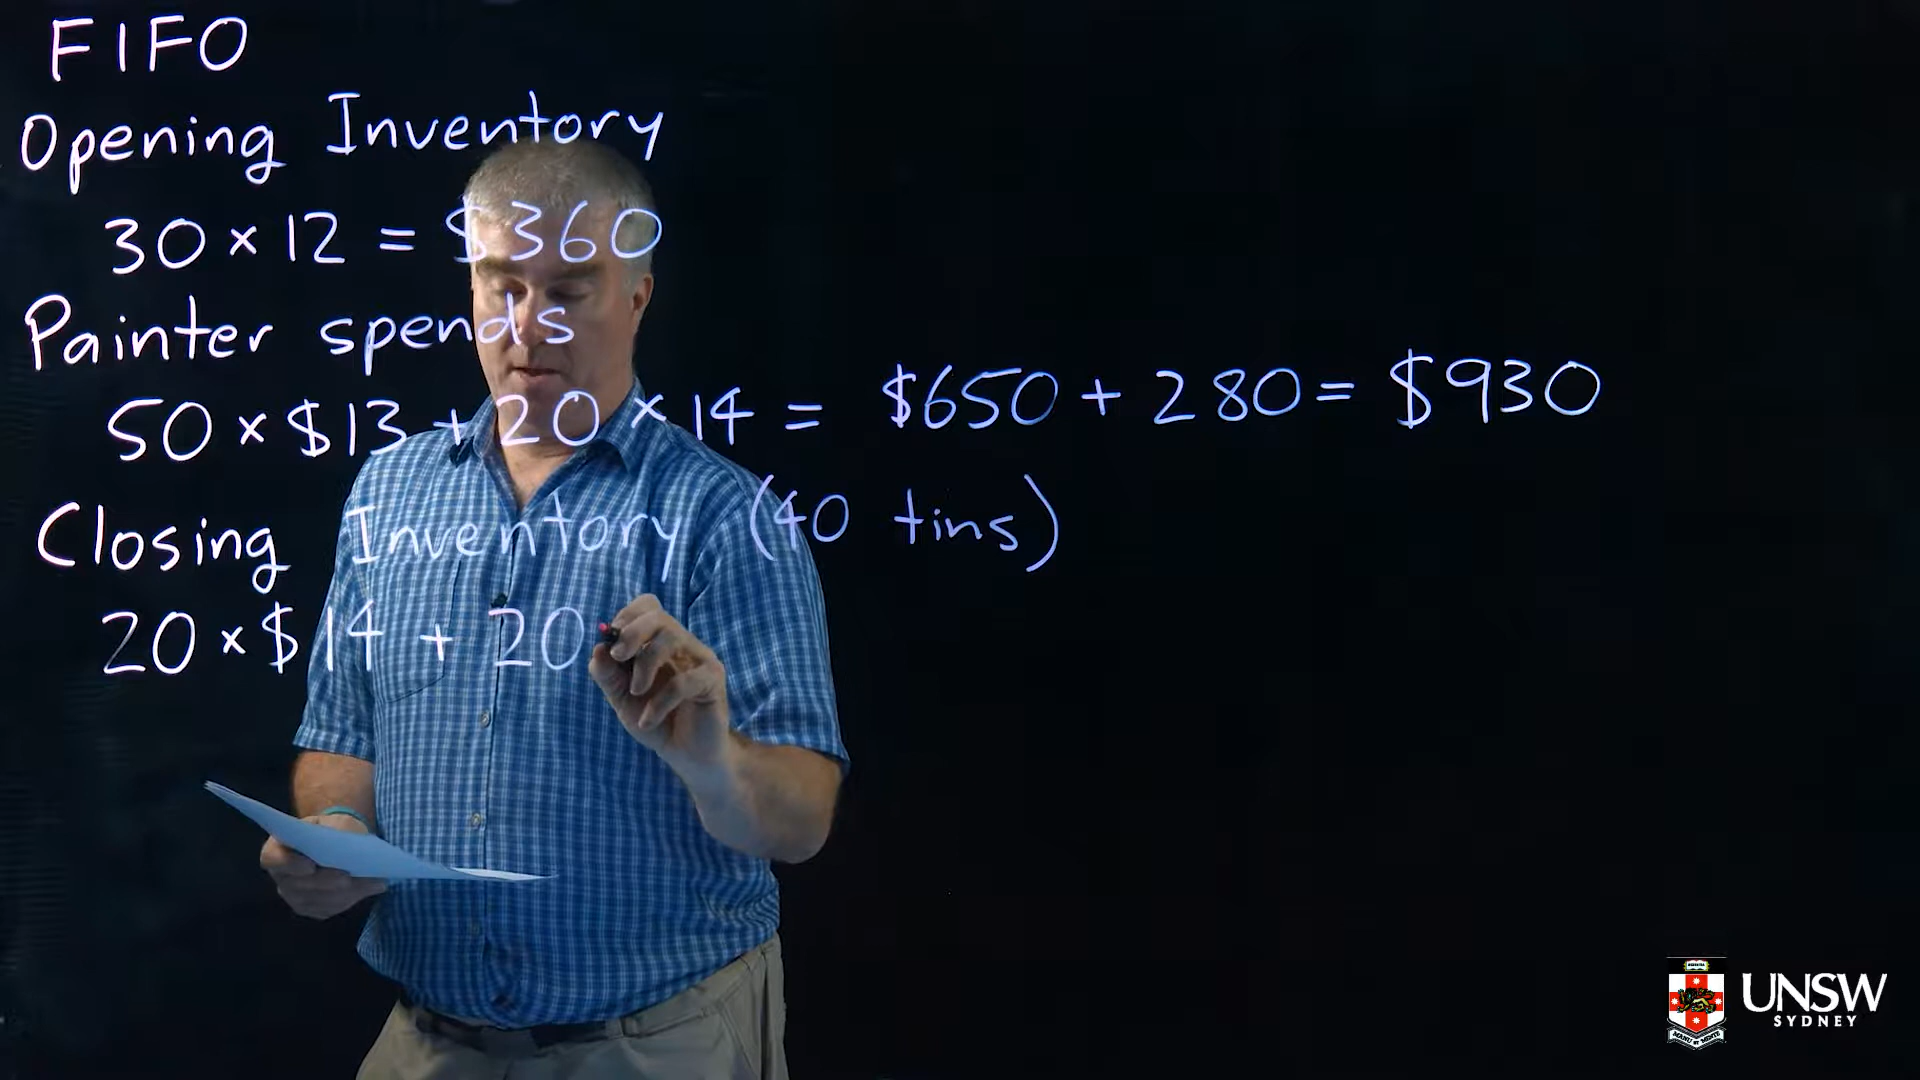 FIFO
Opening Inventory
30 × 12 = $360
Painter spends
50 × $13 + 20 × 14 = $650 + 280 = $930
Closing Inventory (40 tins)
20 × $14 + 20
UNSW
SYDNEY